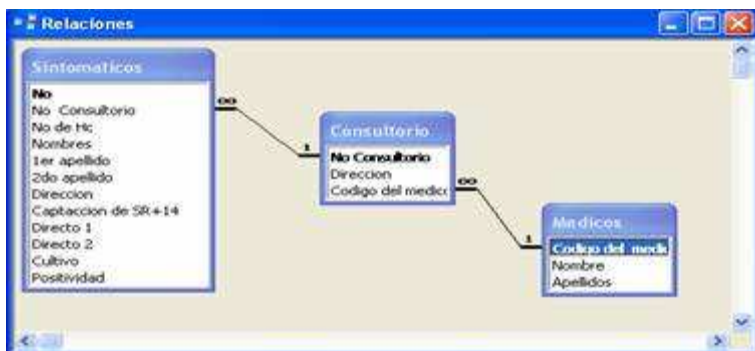 Relaciones
Sintomaticos
No
No Consultorio
No de Hc
Nombres
1er apellido
2do apellido
Direccion
Captaccion de SR+14
Directo 1
Directo 2
Cultivo
Positividad
∞
1
Consultorio
No Consultorio
Direccion
Codigo del medico
∞
1
Medicos
Codigo del medi
Nombre
Apellidos